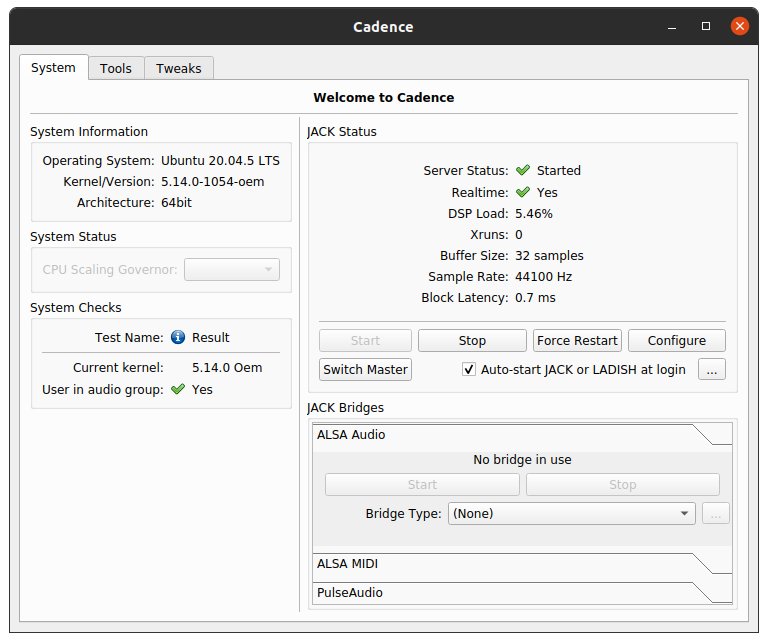 Cadence
System
Tools
Tweaks
Welcome to Cadence
System Information
Operating System: Ubuntu 20.04.5 LTS
Kernel/Version: 5.14.0-1054-oem
Architecture: 64bit
System Status
CPU Scaling Governor:
System Checks
Test Name: Result
Current kernel: 5.14.0 Oem
User in audio group: Yes
JACK Status
Server Status: Started
Realtime: Yes
DSP Load: 5.46%
Xruns: 0
Buffer Size: 32 samples
Sample Rate: 44100 Hz
Block Latency: 0.7 ms
Start Stop Force Restart Configure
Switch Master Auto-start JACK or LADISH at login ...
JACK Bridges
ALSA Audio
No bridge in use
Start Stop
Bridge Type: (None) ...
ALSA MIDI
PulseAudio